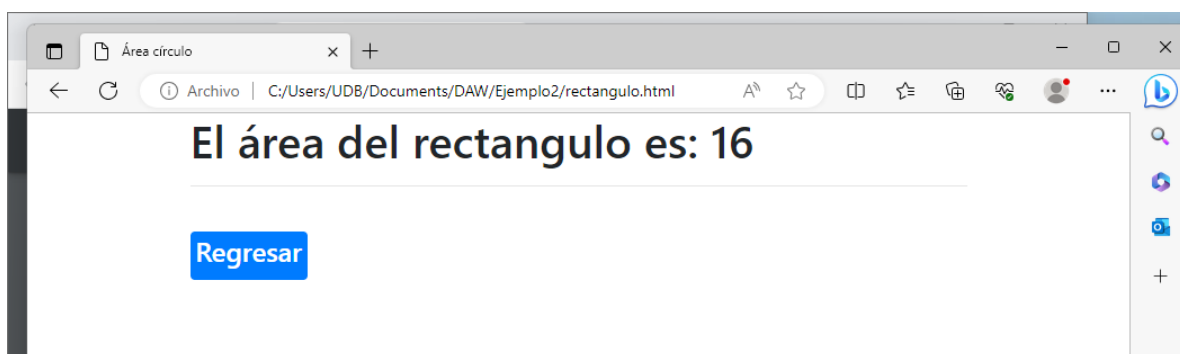 Área círculo
Archivo | C:/Users/UDB/Documents/DAW/Ejemplo2/rectangulo.html
El área del rectangulo es: 16
Regresar